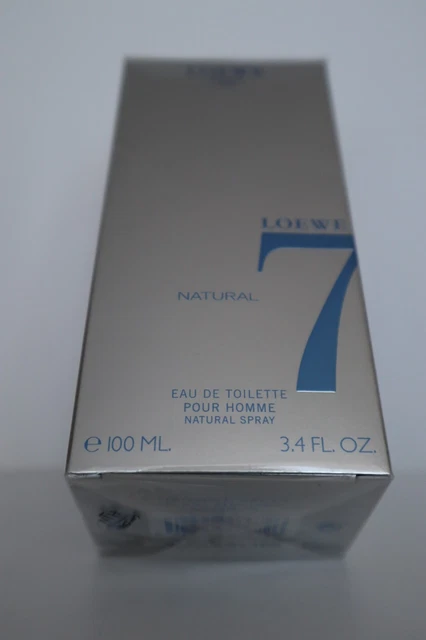 LOEWE
7
NATURAL
EAU DE TOILETTE
POUR HOMME
NATURAL SPRAY
e 100 ML. 3.4 FL. OZ.